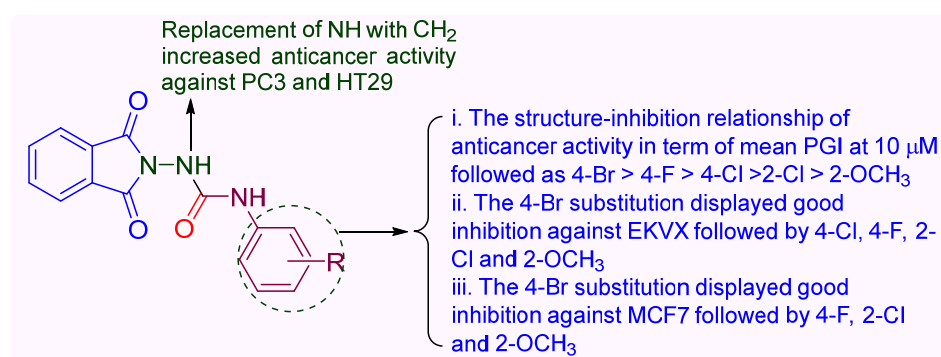 Replacement of NH with CH₂
increased anticancer activity
against PC3 and HT29
O
N
NH
O
O
NH
R
i. The structure-inhibition relationship of
anticancer activity in term of mean PGI at 10 μM
followed as 4-Br > 4-F > 4-Cl >2-Cl > 2-OCH₃
ii. The 4-Br substitution displayed good
inhibition against EKVX followed by 4-Cl, 4-F, 2-
Cl and 2-OCH₃
iii. The 4-Br substitution displayed good
inhibition against MCF7 followed by 4-F, 2-Cl
and 2-OCH₃